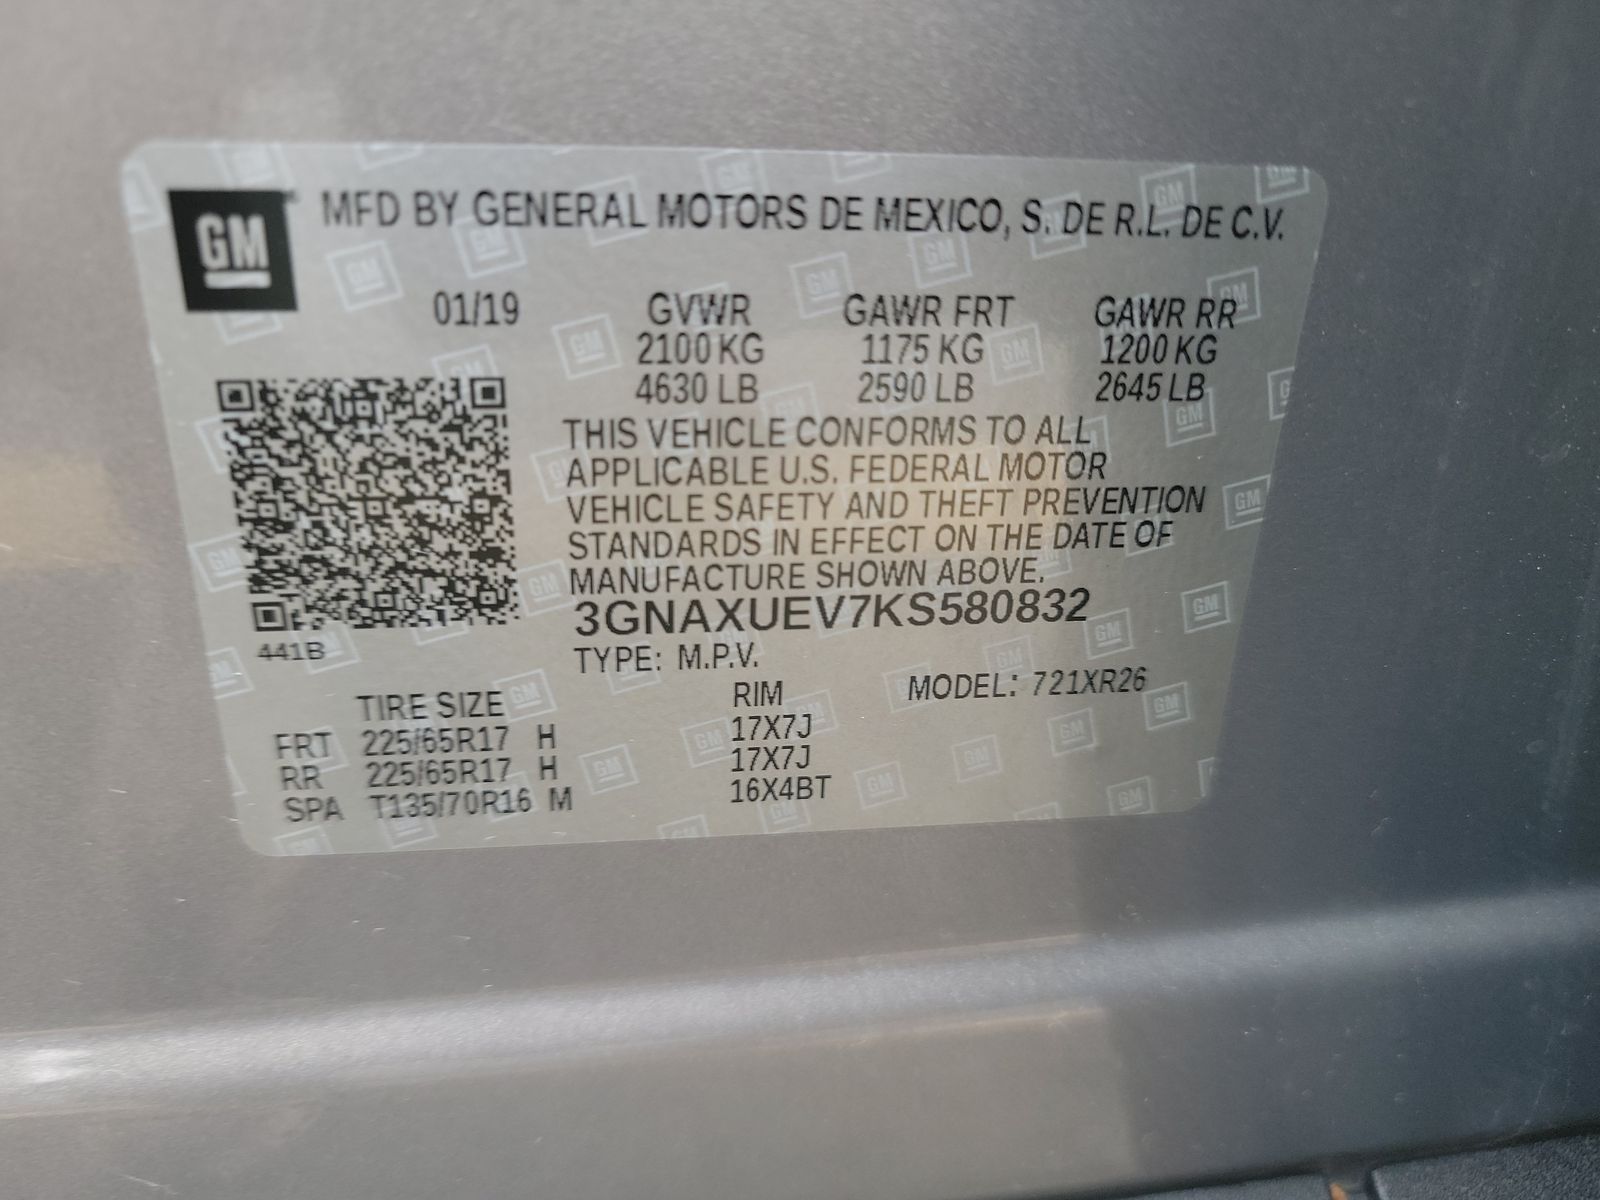 GM MFD BY GENERAL MOTORS DE MEXICO, S. DE R.L. DE C.V.
01/19 GVWR GAWR FRT GAWR RR
2100 KG 1175 KG 1200 KG
4630 LB 2590 LB 2645 LB
THIS VEHICLE CONFORMS TO ALL
APPLICABLE U.S. FEDERAL MOTOR
VEHICLE SAFETY AND THEFT PREVENTION
STANDARDS IN EFFECT ON THE DATE OF
MANUFACTURE SHOWN ABOVE.
3GNAXUEV7KS580832
441B
TYPE: M.P.V.
TIRE SIZE RIM MODEL: 721XR26
FRT 225/65R17 H 17X7J
RR 225/65R17 H 17X7J
SPA T135/70R16 M 16X4BT